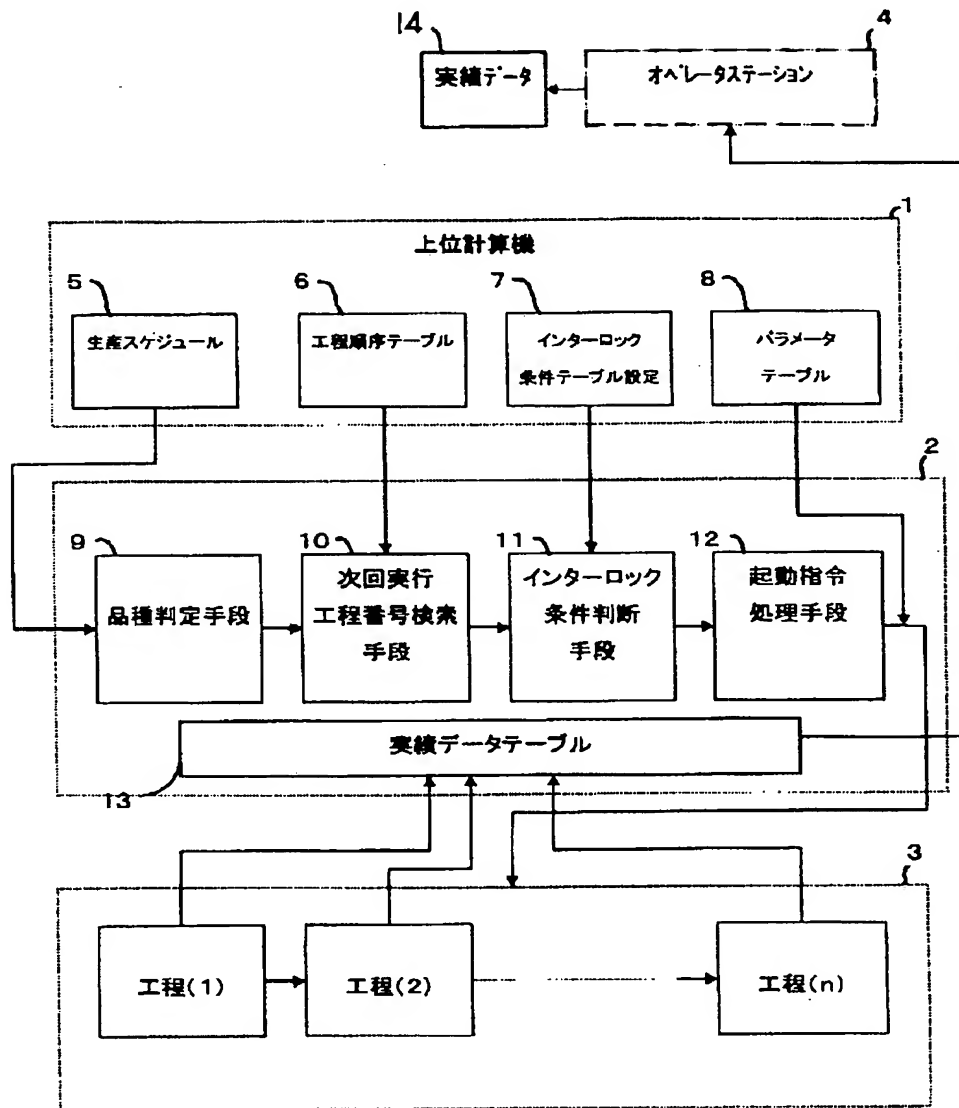 14
4
実績データ
オペレータステーション
1
上位計算機
5
6
7
8
生産スケジュール
工程順序テーブル
インターロック
条件テーブル設定
パラメータ
テーブル
2
9
10
11
12
品種判定手段
次回実行
工程番号検索
手段
インターロック
条件判断
手段
起動指令
処理手段
実績データテーブル
13
3
工程(1)
工程(2)
工程(n)